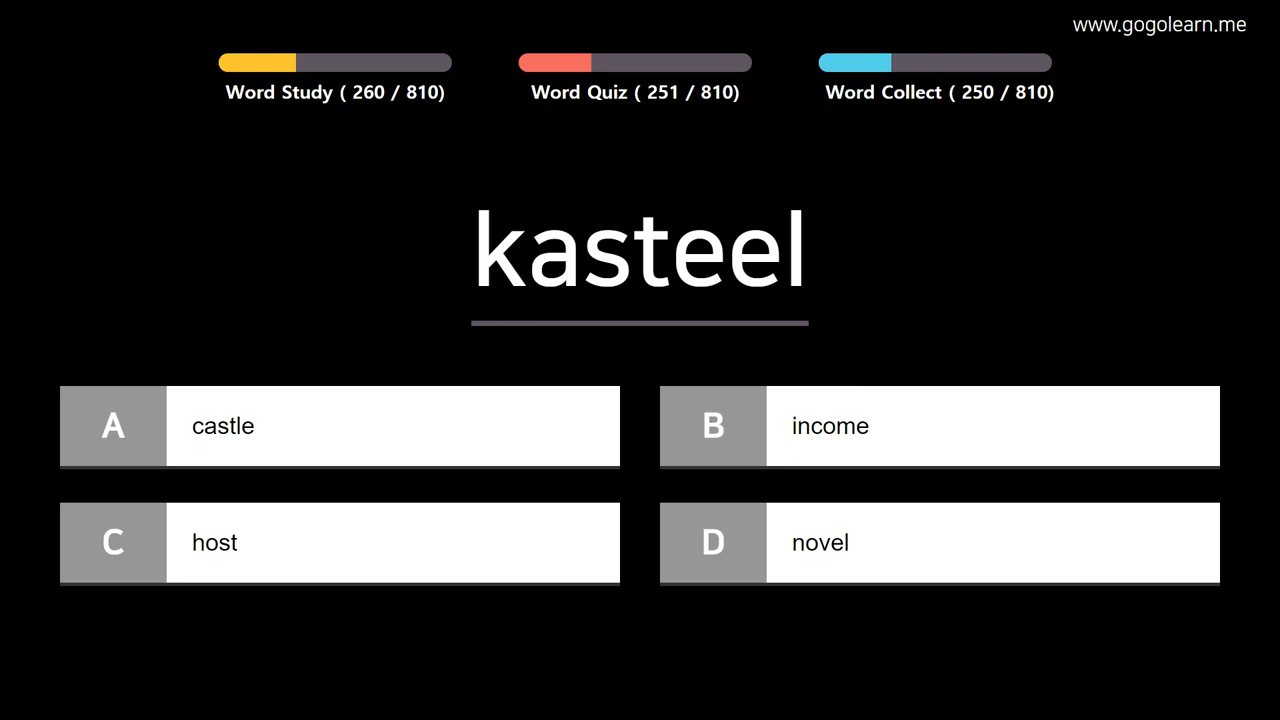 www.gogolearn.me
Word Study ( 260 / 810)
Word Quiz ( 251 / 810)
Word Collect ( 250 / 810)
kasteel
A castle
B income
C host
D novel